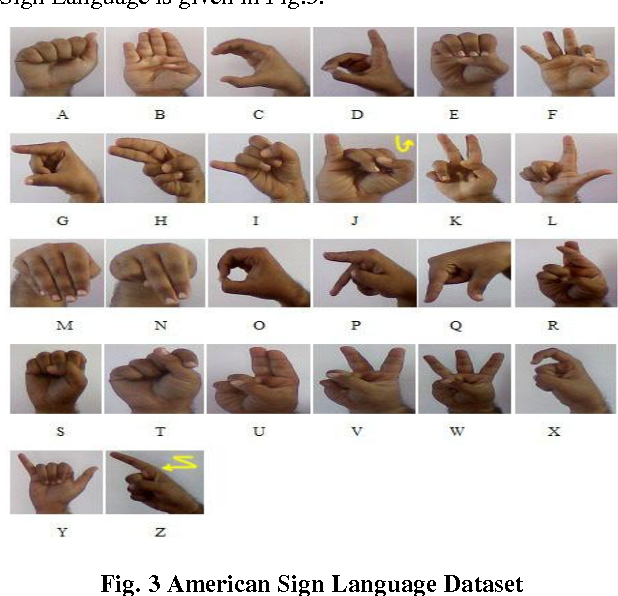 Sign Language is given in Fig.3.
A B C D E F
G H I J K L
M N O P Q R
S T U V W X
Y Z
Fig. 3 American Sign Language Dataset